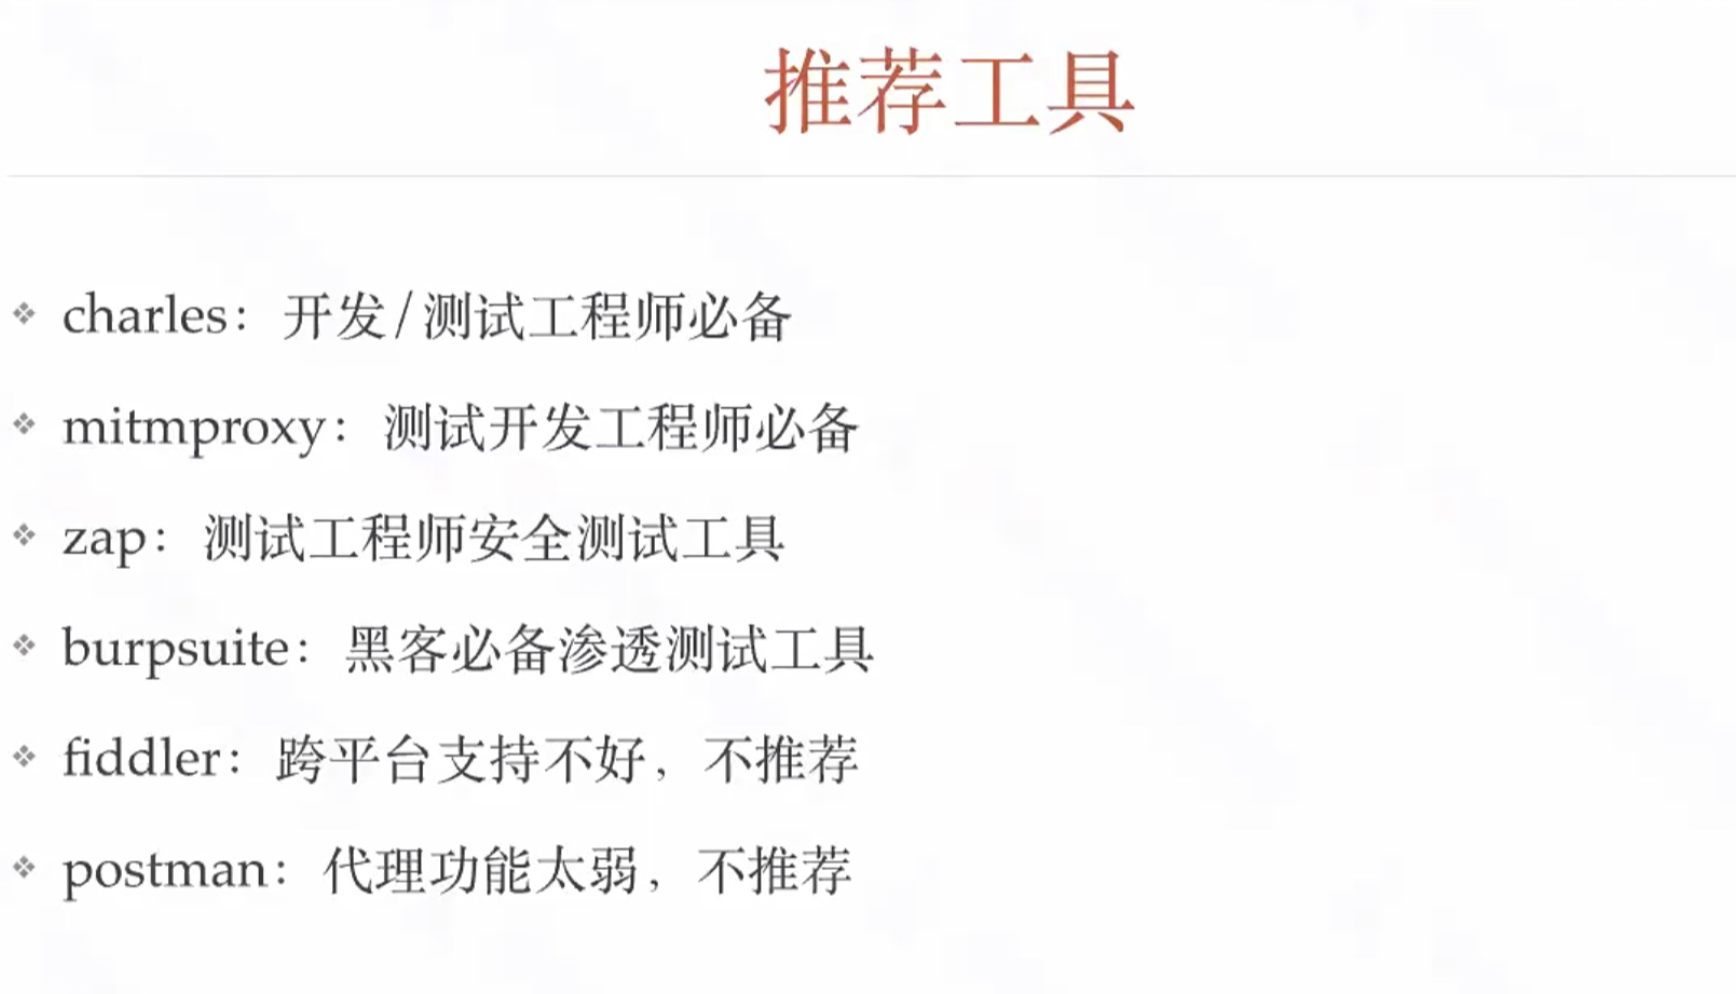 推荐工具
charles：开发/测试工程师必备
mitmproxy：测试开发工程师必备
zap：测试工程师安全测试工具
burpsuite：黑客必备渗透测试工具
fiddler：跨平台支持不好，不推荐
postman：代理功能太弱，不推荐